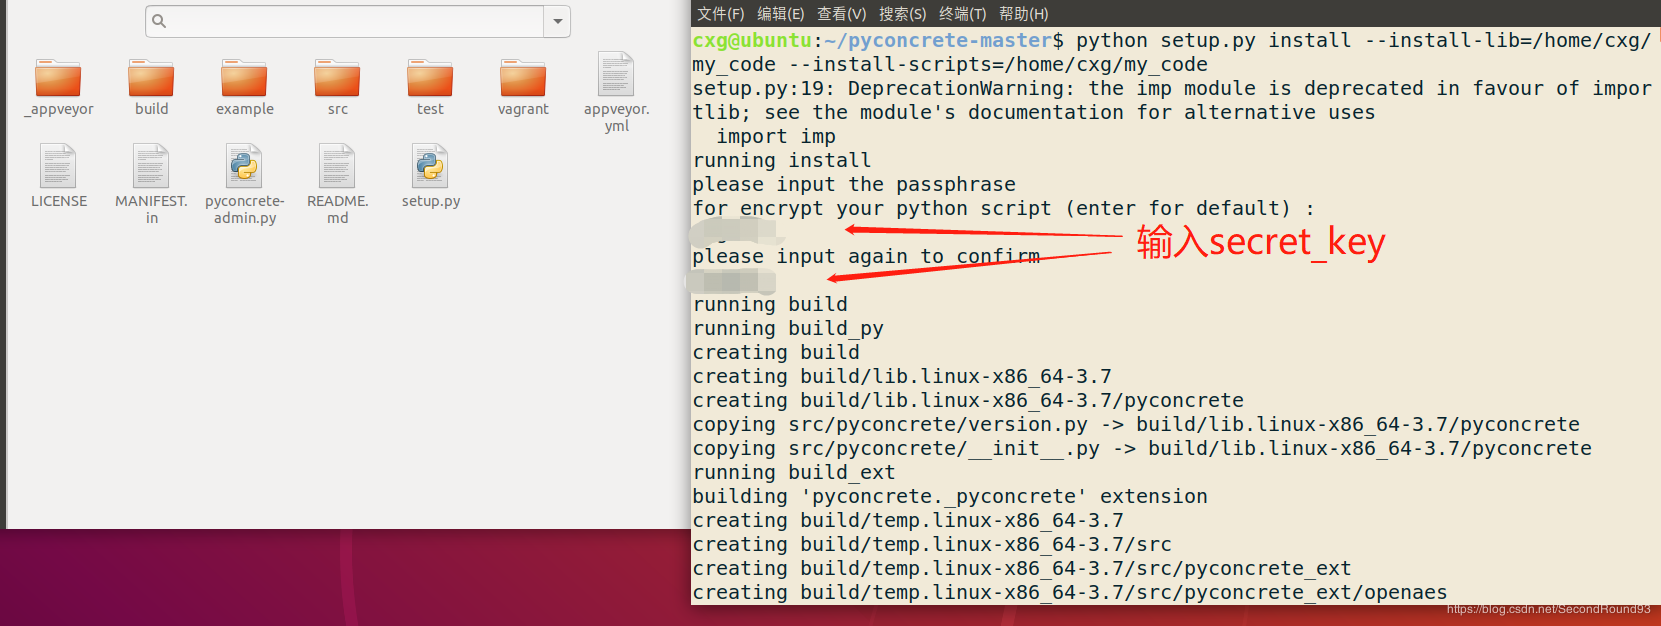 _appveyor
build
example
src
test
vagrant
appveyor.
yml
LICENSE
MANIFEST.
in
pyconcrete-
admin.py
README.
md
setup.py
文件(F) 编辑(E) 查看(V) 搜索(S) 终端(T) 帮助(H)
cxg@ubuntu:~/pyconcrete-master$ python setup.py install --install-lib=/home/cxg/
my_code --install-scripts=/home/cxg/my_code
setup.py:19: DeprecationWarning: the imp module is deprecated in favour of impor
tlib; see the module's documentation for alternative uses
import imp
running install
please input the passphrase
for encrypt your python script (enter for default) :
输入secret_key
please input again to confirm
running build
running build_py
creating build
creating build/lib.linux-x86_64-3.7
creating build/lib.linux-x86_64-3.7/pyconcrete
copying src/pyconcrete/version.py -> build/lib.linux-x86_64-3.7/pyconcrete
copying src/pyconcrete/__init__.py -> build/lib.linux-x86_64-3.7/pyconcrete
running build_ext
building 'pyconcrete._pyconcrete' extension
creating build/temp.linux-x86_64-3.7
creating build/temp.linux-x86_64-3.7/src
creating build/temp.linux-x86_64-3.7/src/pyconcrete_ext
creating build/temp.linux-x86_64-3.7/src/pyconcrete_ext/openaes
https://blog.csdn.net/SecondRound93